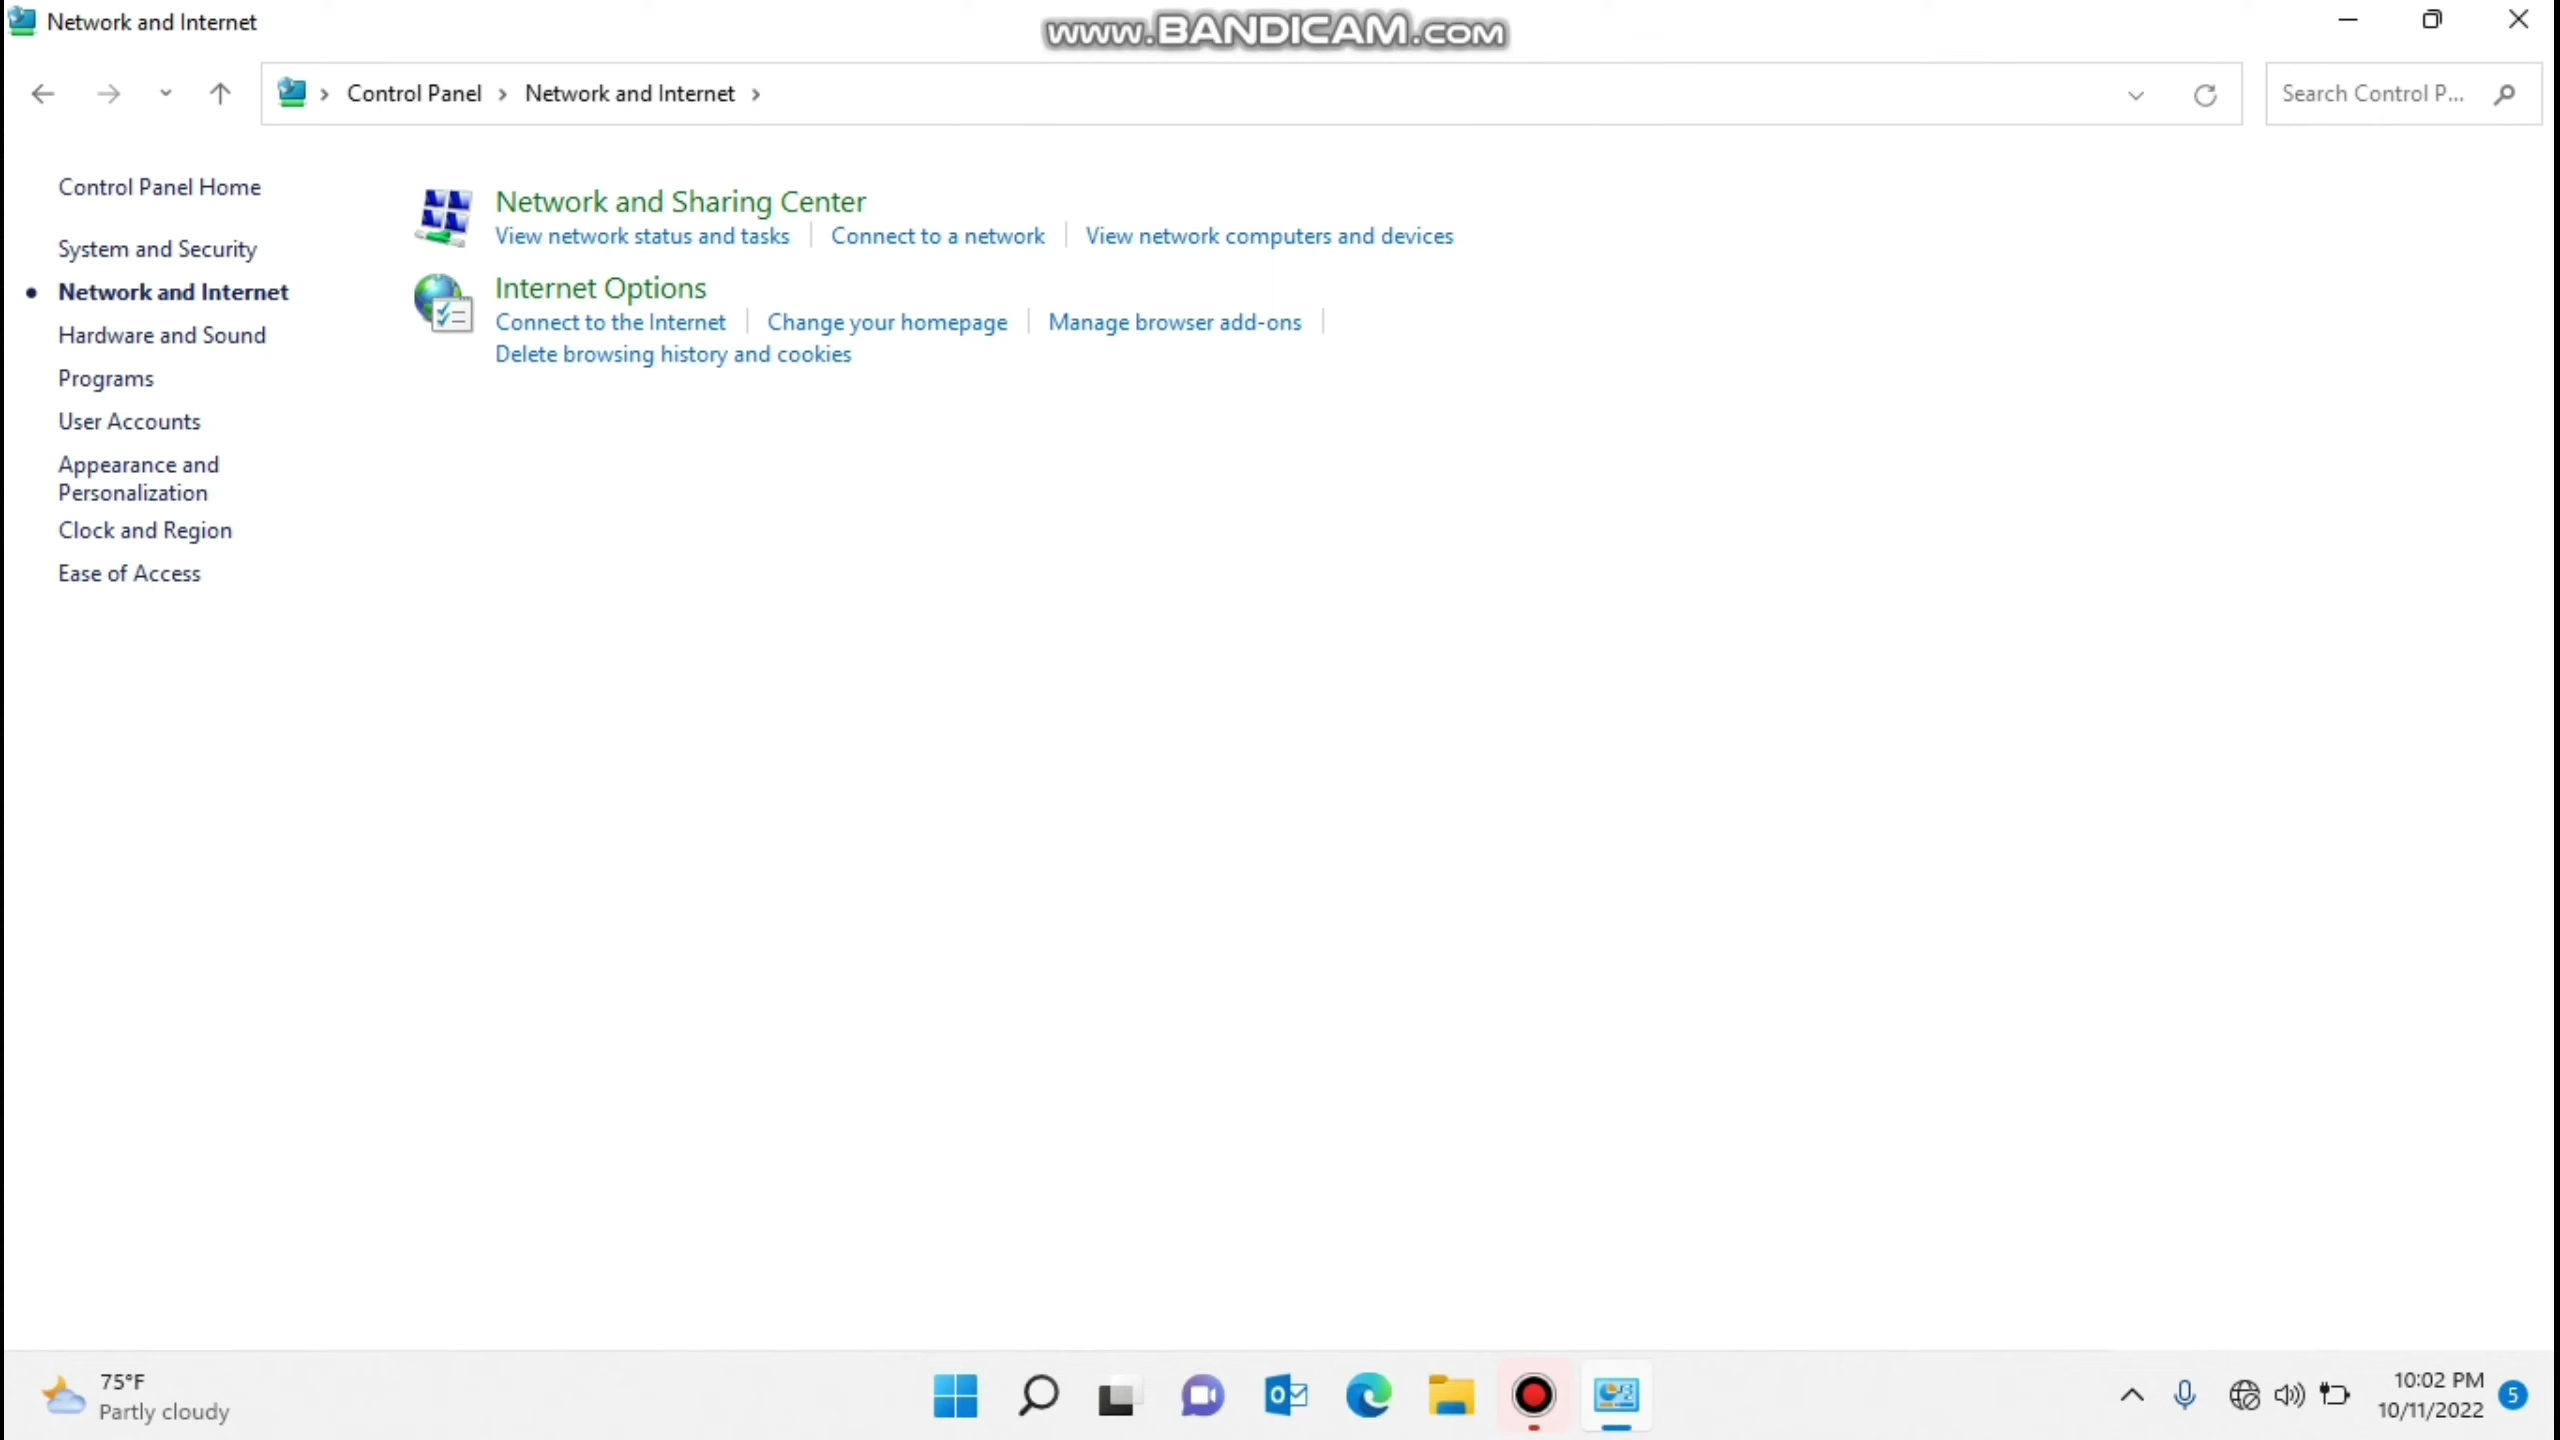 Network and Internet
www.BANDICAM.com
Control Panel
Network and Internet
Search Control P...
Control Panel Home
System and Security
Network and Internet
Hardware and Sound
Programs
User Accounts
Appearance and
Personalization
Clock and Region
Ease of Access
Network and Sharing Center
View network status and tasks
Connect to a network
View network computers and devices
Internet Options
Connect to the Internet
Change your homepage
Manage browser add-ons
Delete browsing history and cookies
75°F
Partly cloudy
10:02 PM
10/11/2022
5